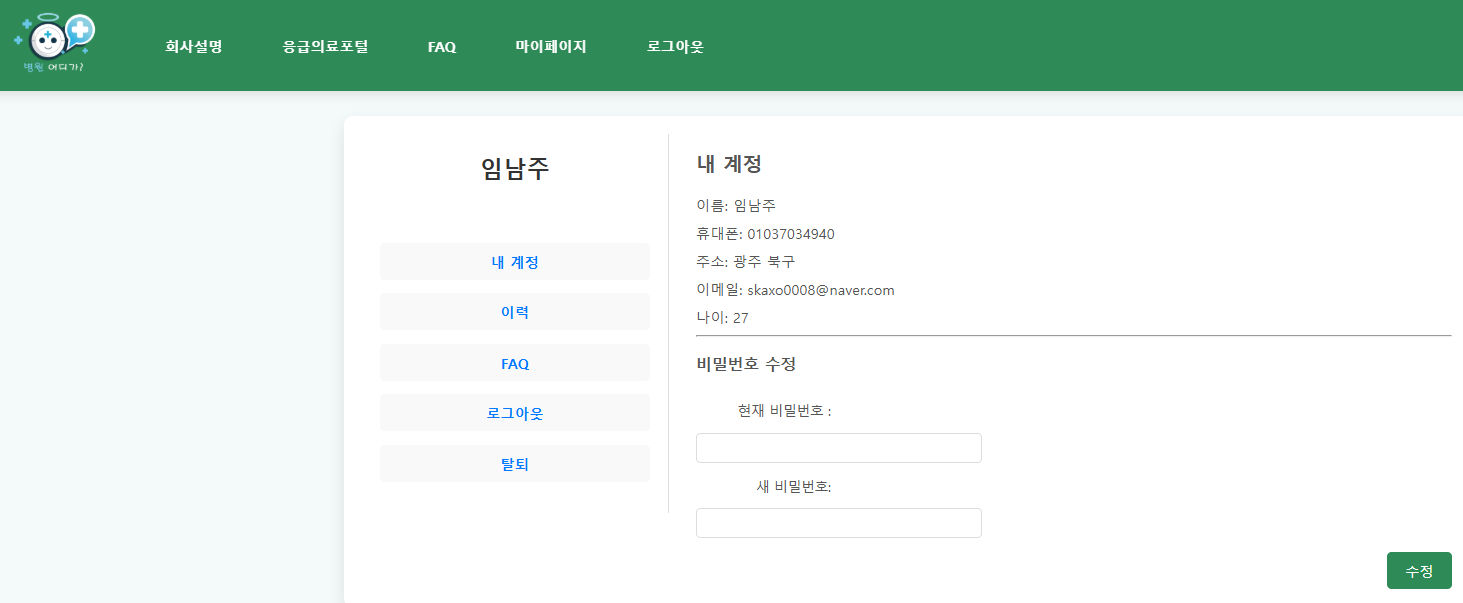 병원 어디가?
회사설명 응급의료포털 FAQ 마이페이지 로그아웃
임남주
내 계정
이력
FAQ
로그아웃
탈퇴
내 계정
이름: 임남주
휴대폰: 01037034940
주소: 광주 북구
이메일: skaxo0008@naver.com
나이: 27
비밀번호 수정
현재 비밀번호 :
새 비밀번호:
수정